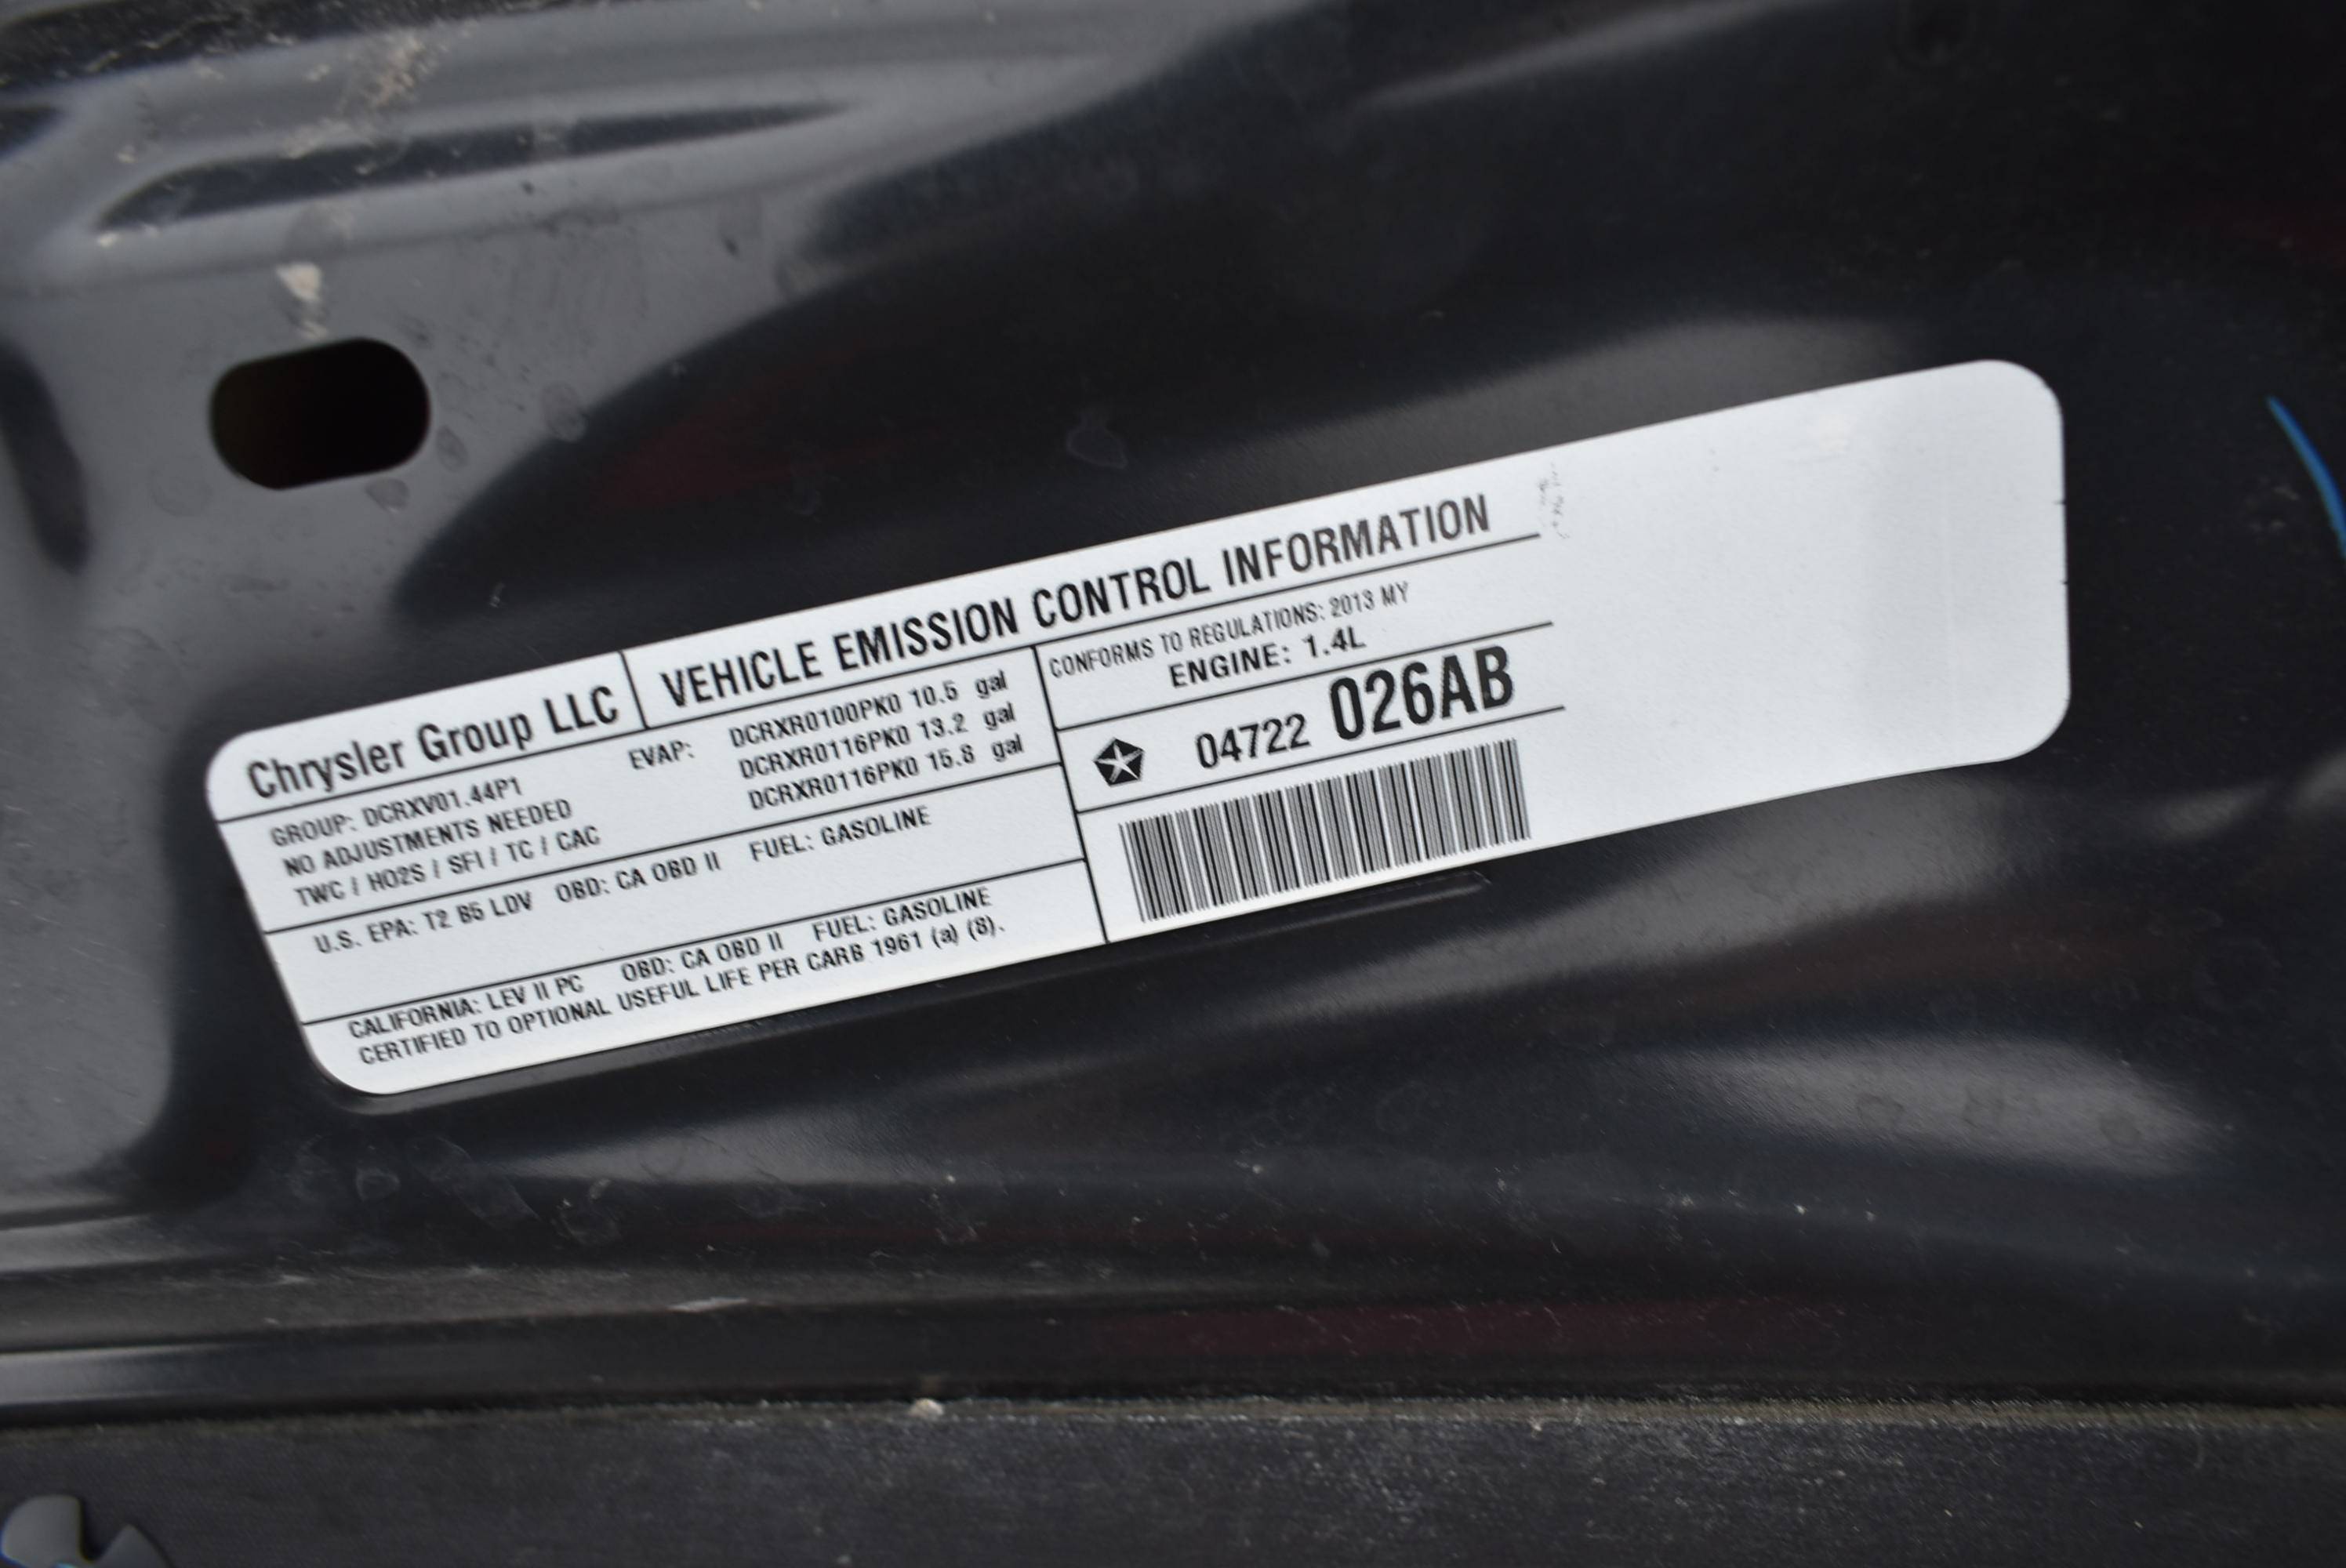 Chrysler Group LLC
VEHICLE EMISSION CONTROL INFORMATION
GROUP: DCRXV01.44P1
NO ADJUSTMENTS NEEDED
TWC / HO2S / SFI / TC / CAC
EVAP: DCRXR0100PK0 10.5 gal
DCRXR0116PK0 13.2 gal
DCRXR0116PK0 15.8 gal
U.S. EPA: T2 B5 LDV OBD: CA OBD II FUEL: GASOLINE
CALIFORNIA: LEV II PC OBD: CA OBD II FUEL: GASOLINE
CERTIFIED TO OPTIONAL USEFUL LIFE PER CARB 1961 (a) (8).
CONFORMS TO REGULATIONS: 2013 MY
ENGINE: 1.4L
04722 026AB